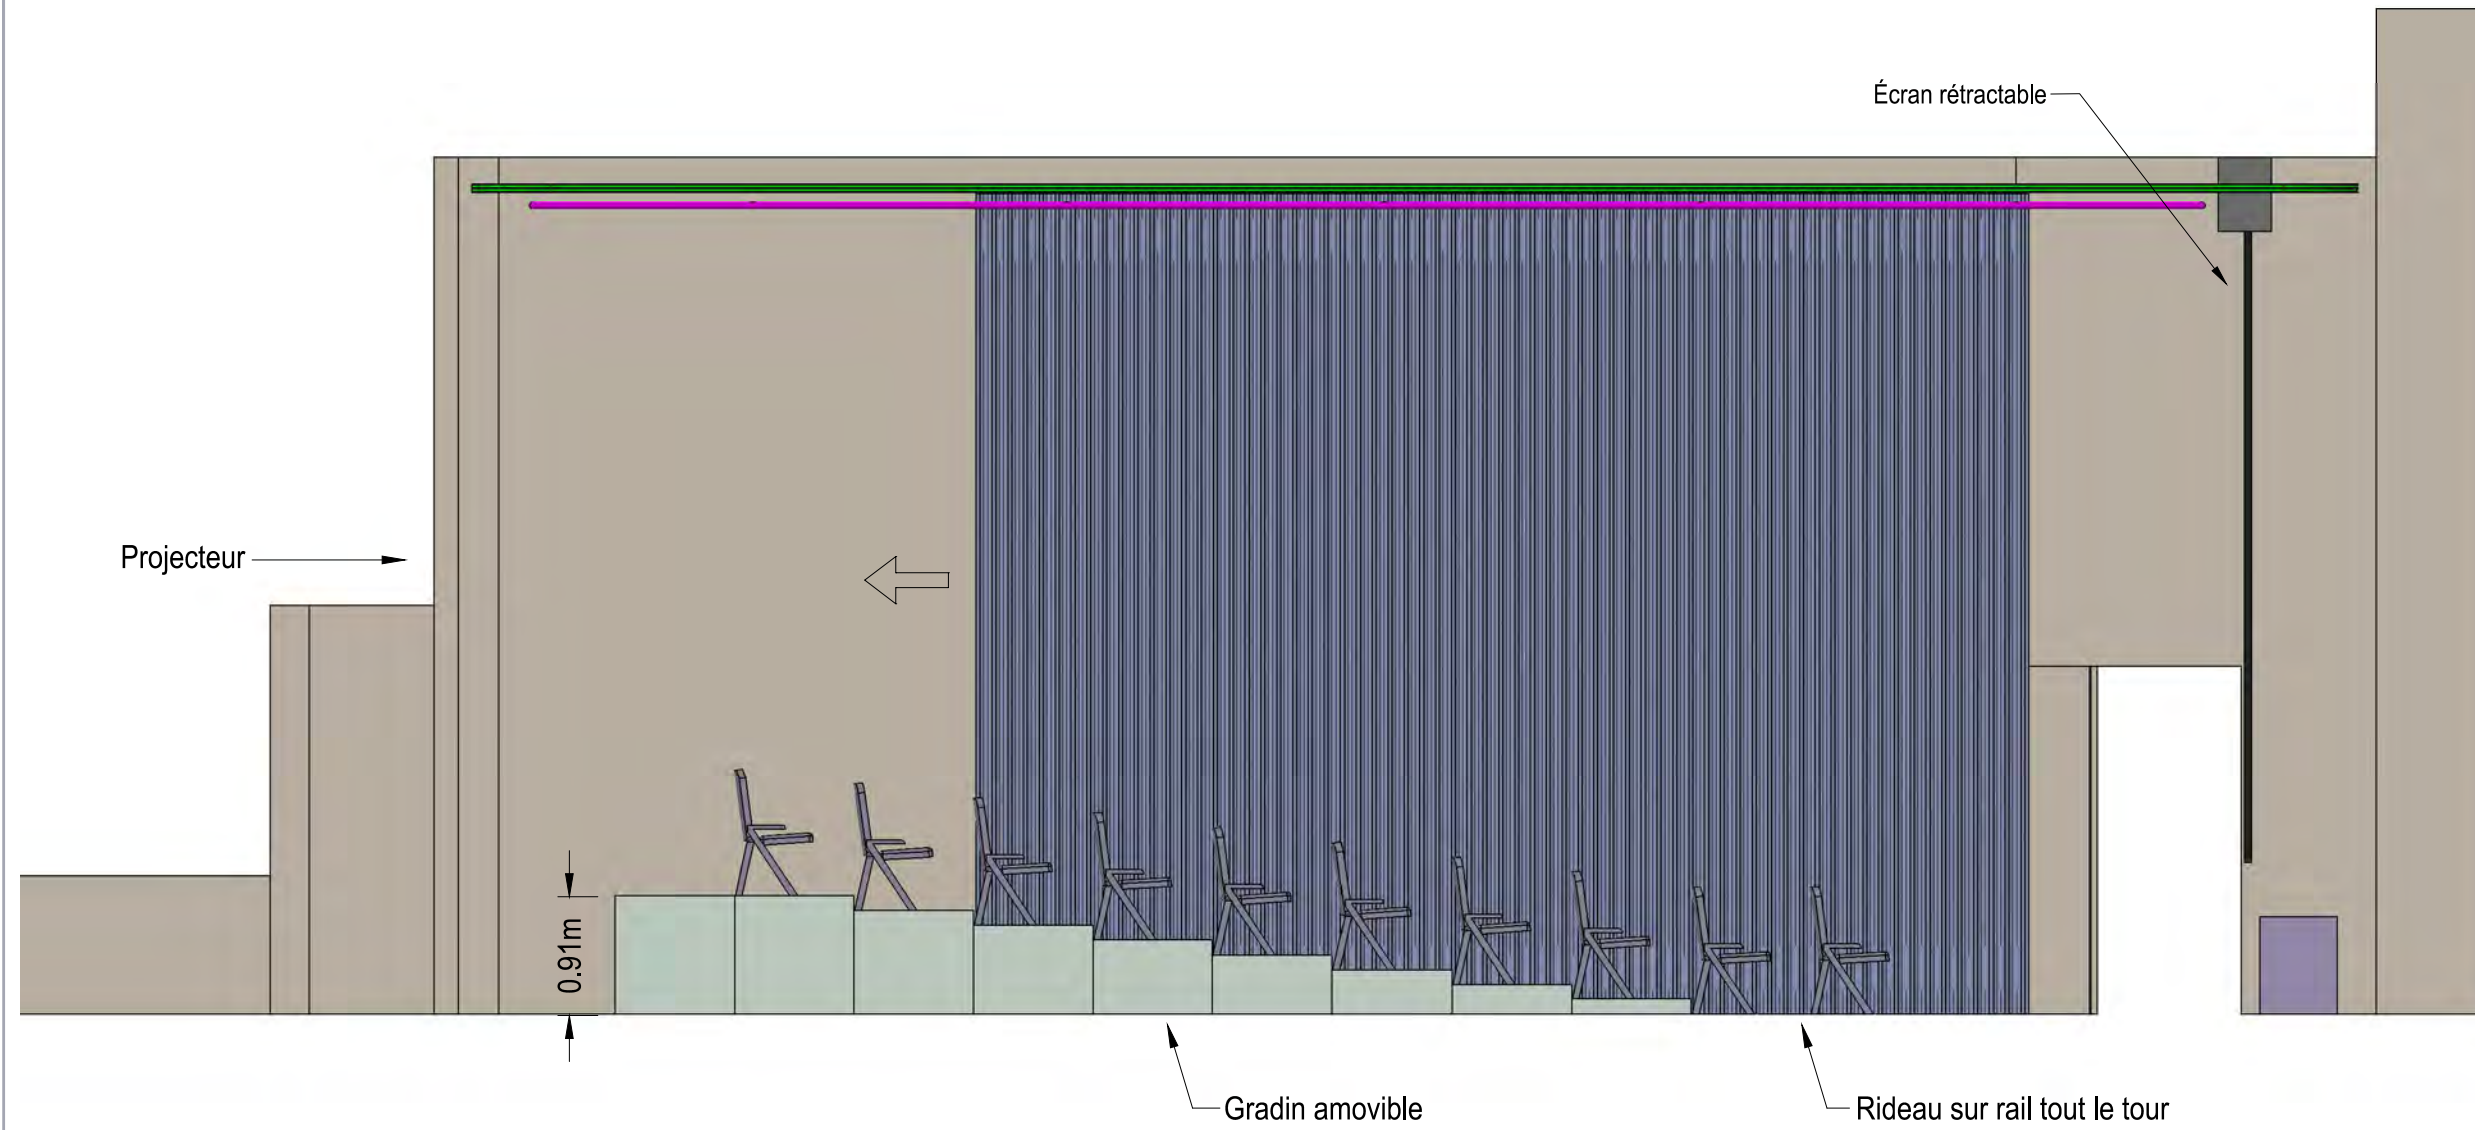 Écran rétractable
Projecteur
0.91m
Gradin amovible
Rideau sur rail tout le tour